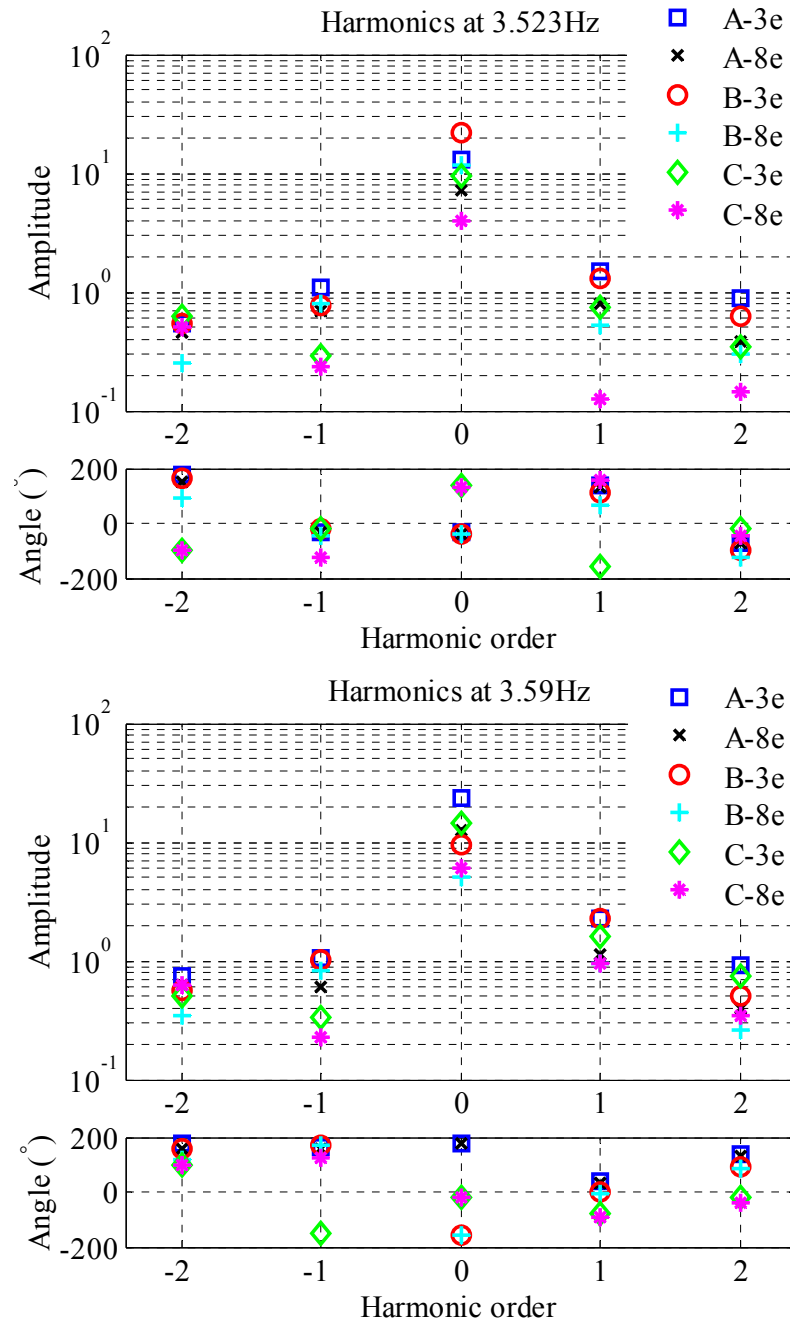 Harmonics at 3.523Hz
A-3e
A-8e
B-3e
B-8e
C-3e
C-8e
10^2
10^1
10^0
10^-1
Amplitude
-2 -1 0 1 2
200
0
-200
Angle (˘)
-2 -1 0 1 2
Harmonic order
Harmonics at 3.59Hz
A-3e
A-8e
B-3e
B-8e
C-3e
C-8e
10^2
10^1
10^0
10^-1
Amplitude
-2 -1 0 1 2
200
0
-200
Angle (°)
-2 -1 0 1 2
Harmonic order